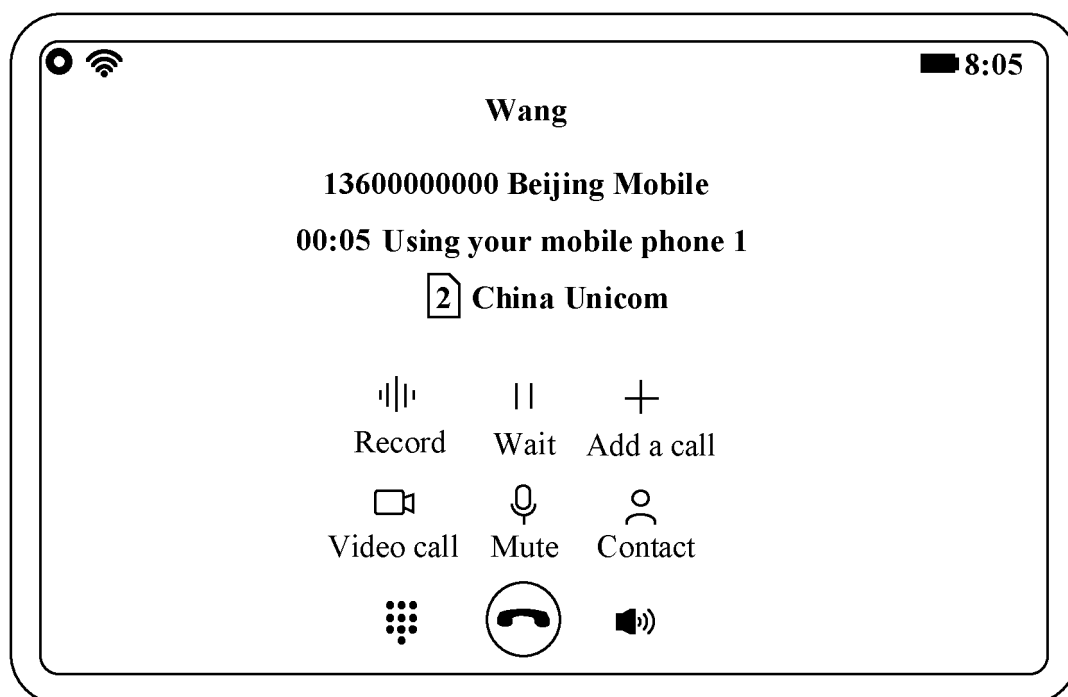 8:05
Wang
13600000000 Beijing Mobile
00:05 Using your mobile phone 1
2 China Unicom
Record Wait Add a call
Video call Mute Contact